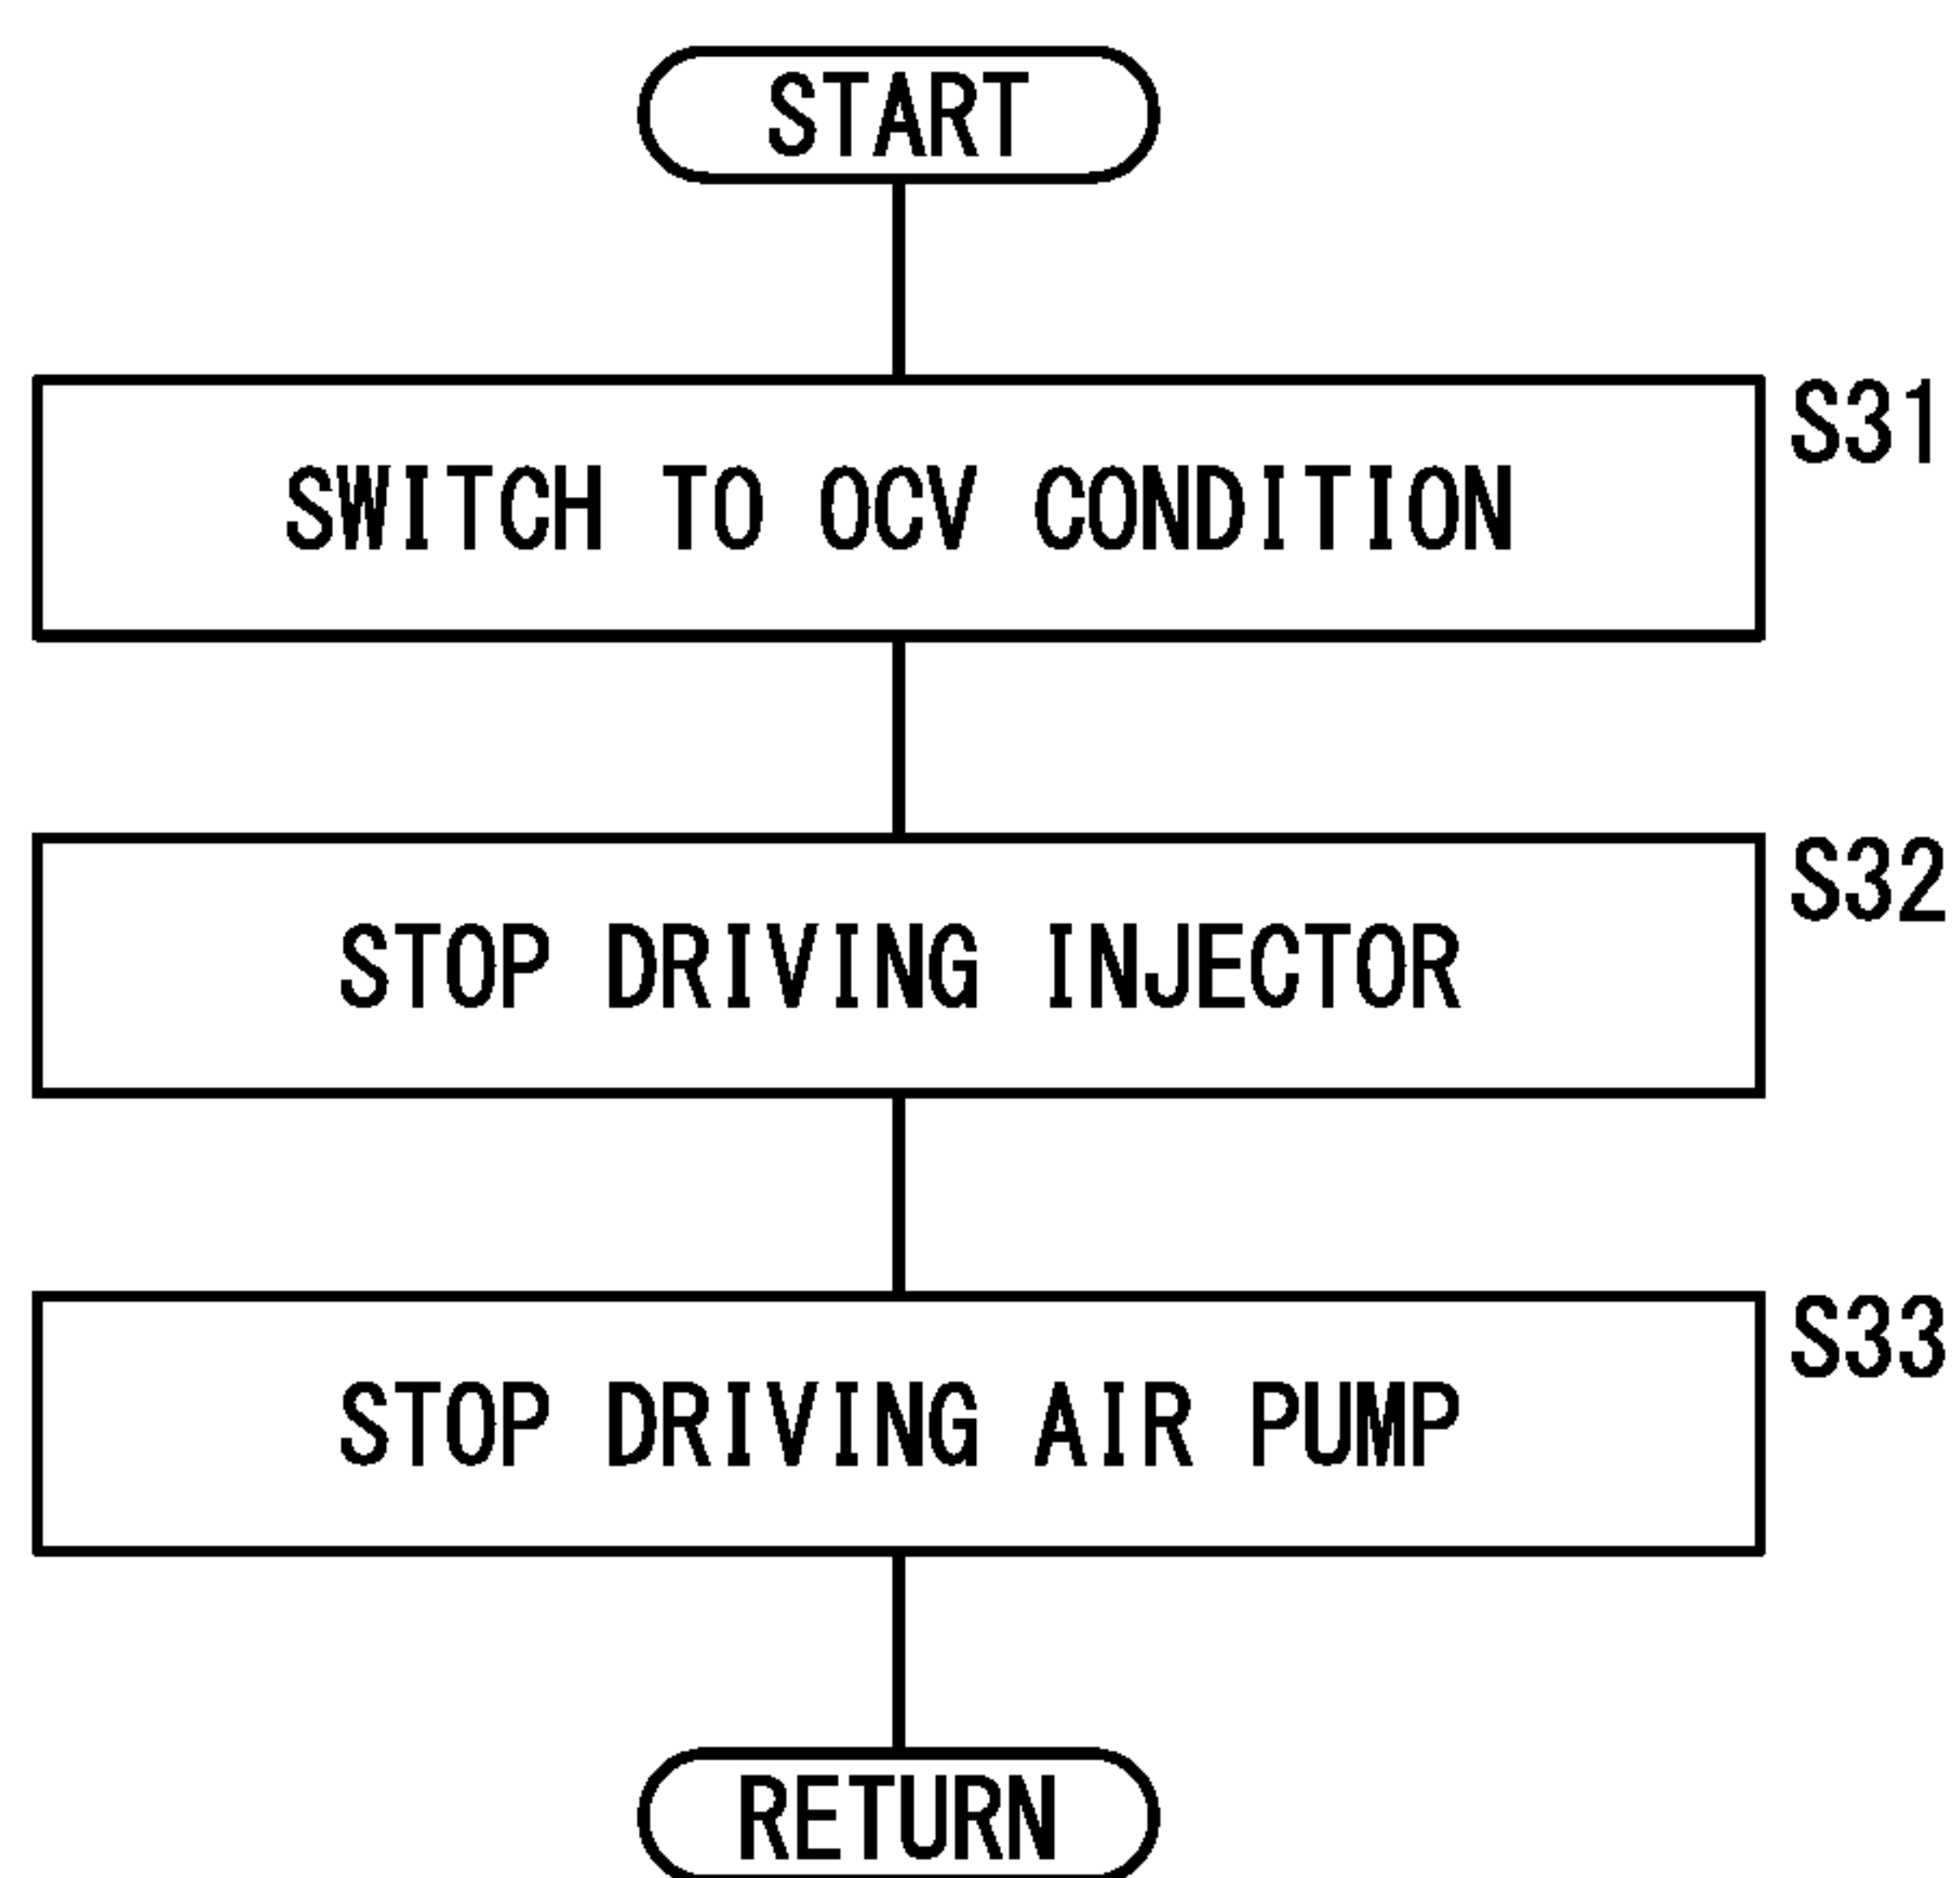 START
S31
SWITCH TO OCV CONDITION
S32
STOP DRIVING INJECTOR
S33
STOP DRIVING AIR PUMP
RETURN